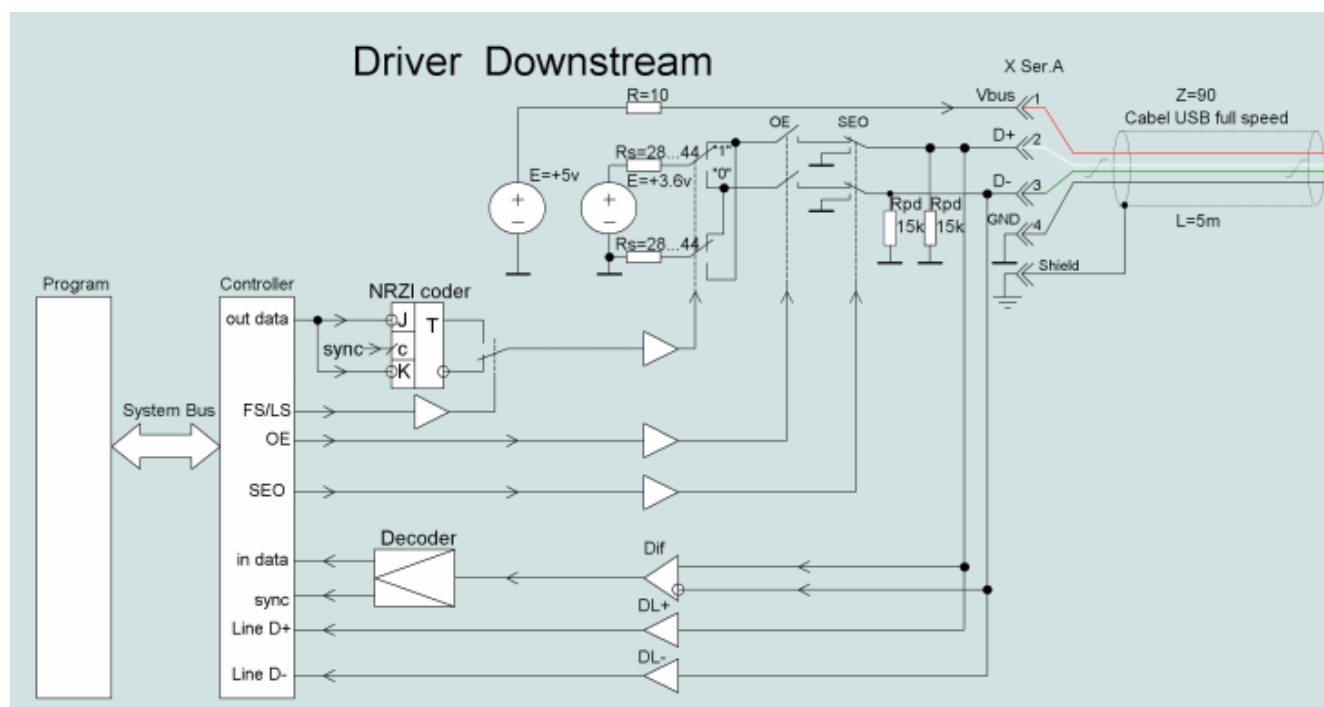 Driver Downstream
X Ser.A
R=10
Vbus
1
Z=90
Cabel USB full speed
OE
SEO
D+
2
Rs=28...44
"1"
E=+5v
E=+3.6v
"0"
D-
3
Rpd
15k
Rpd
15k
GND
4
L=5m
Rs=28...44
Shield
Program
Controller
NRZI coder
out data
J
T
sync
c
K
System Bus
FS/LS
OE
SEO
Decoder
in data
Dif
sync
DL+
Line D+
DL-
Line D-